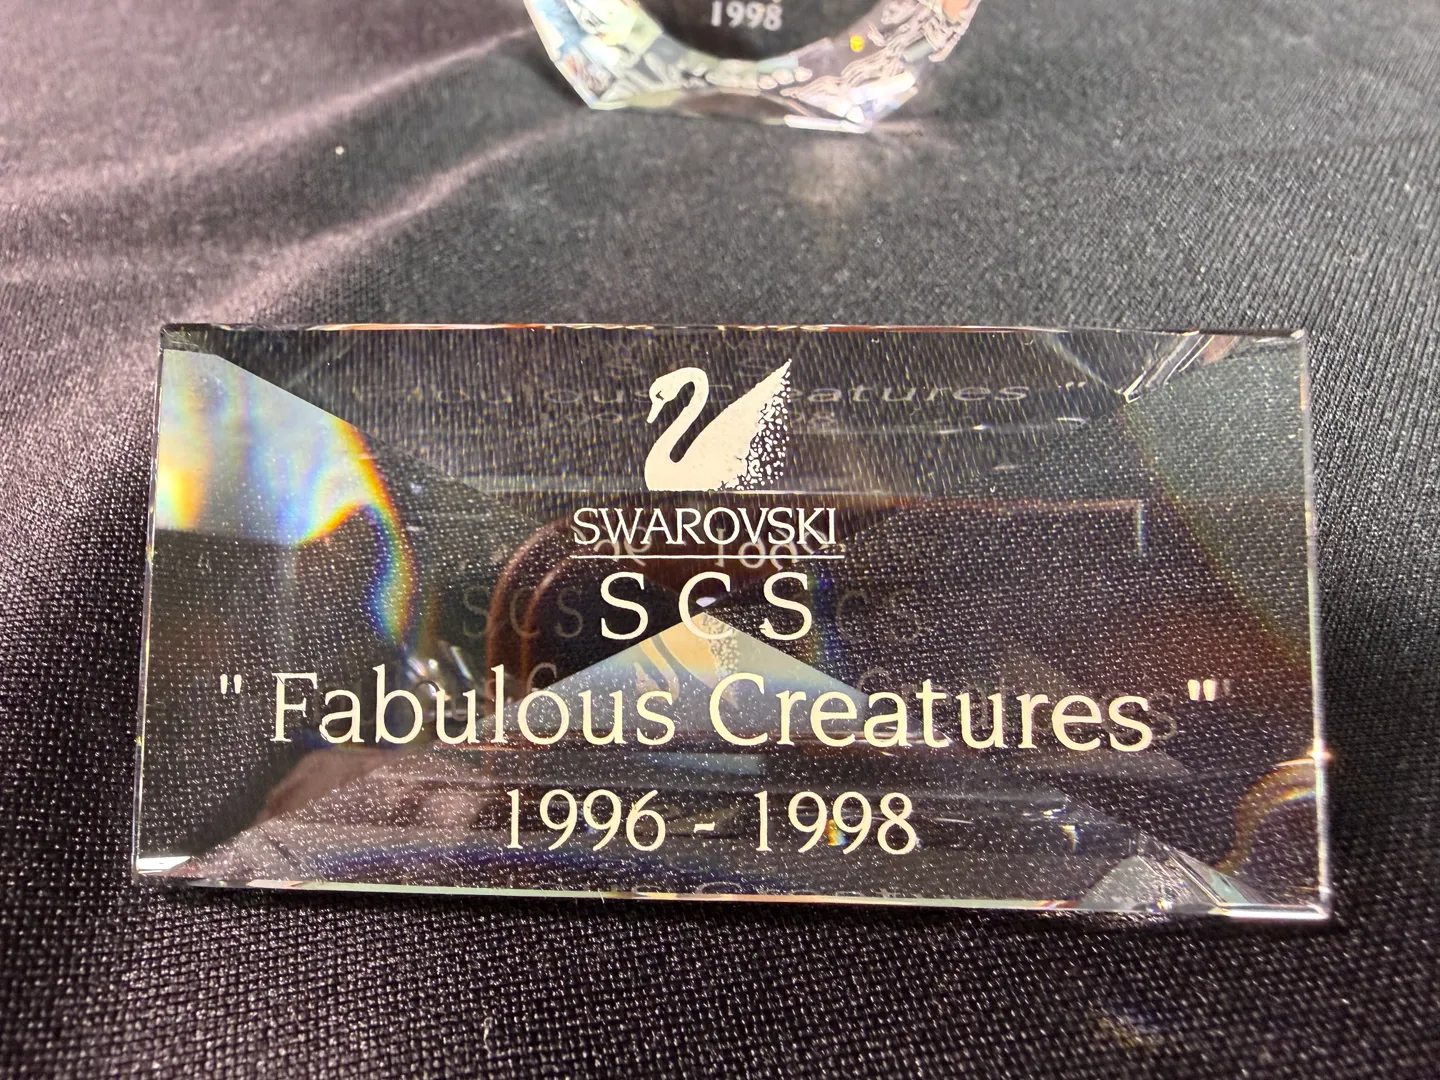 1998
SWAROVSKI
SCS
" Fabulous Creatures "
1996 - 1998